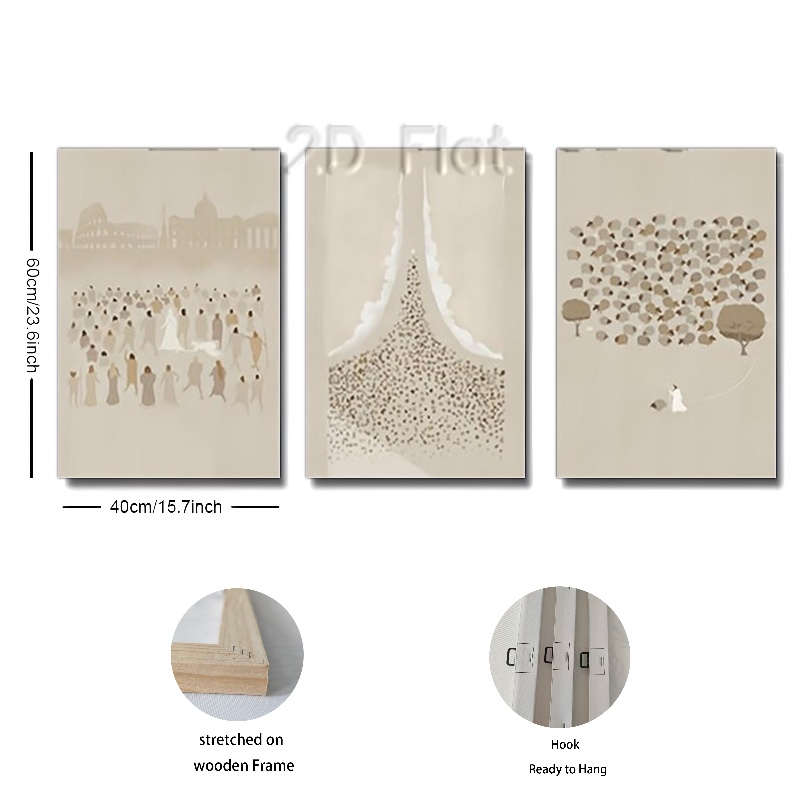 2D Flat
60cm/23.6inch
40cm/15.7inch
stretched on
wooden Frame
Hook
Ready to Hang